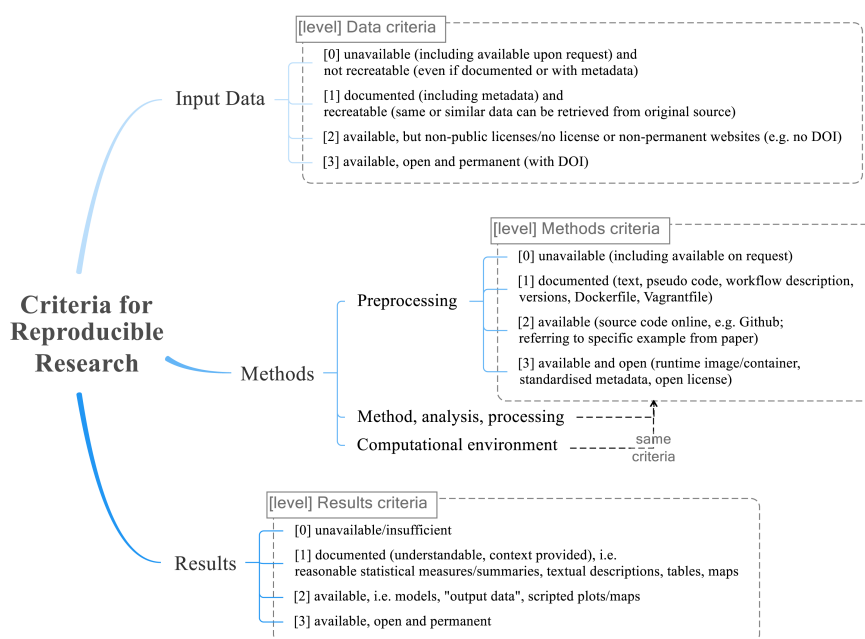 [level] Data criteria
[0] unavailable (including available upon request) and
not recreatable (even if documented or with metadata)
Input Data
[1] documented (including metadata) and
recreatable (same or similar data can be retrieved from original source)
[2] available, but non-public licenses/no license or non-permanent websites (e.g. no DOI)
[3] available, open and permanent (with DOI)
Criteria for
Reproducible
Research
Methods
[level] Methods criteria
Preprocessing
[0] unavailable (including available on request)
[1] documented (text, pseudo code, workflow description,
versions, Dockerfile, Vagrantfile)
[2] available (source code online, e.g. Github;
referring to specific example from paper)
[3] available and open (runtime image/container,
standardised metadata, open license)
Method, analysis, processing
Computational environment
same
criteria
[level] Results criteria
Results
[0] unavailable/insufficient
[1] documented (understandable, context provided), i.e.
reasonable statistical measures/summaries, textual descriptions, tables, maps
[2] available, i.e. models, "output data", scripted plots/maps
[3] available, open and permanent